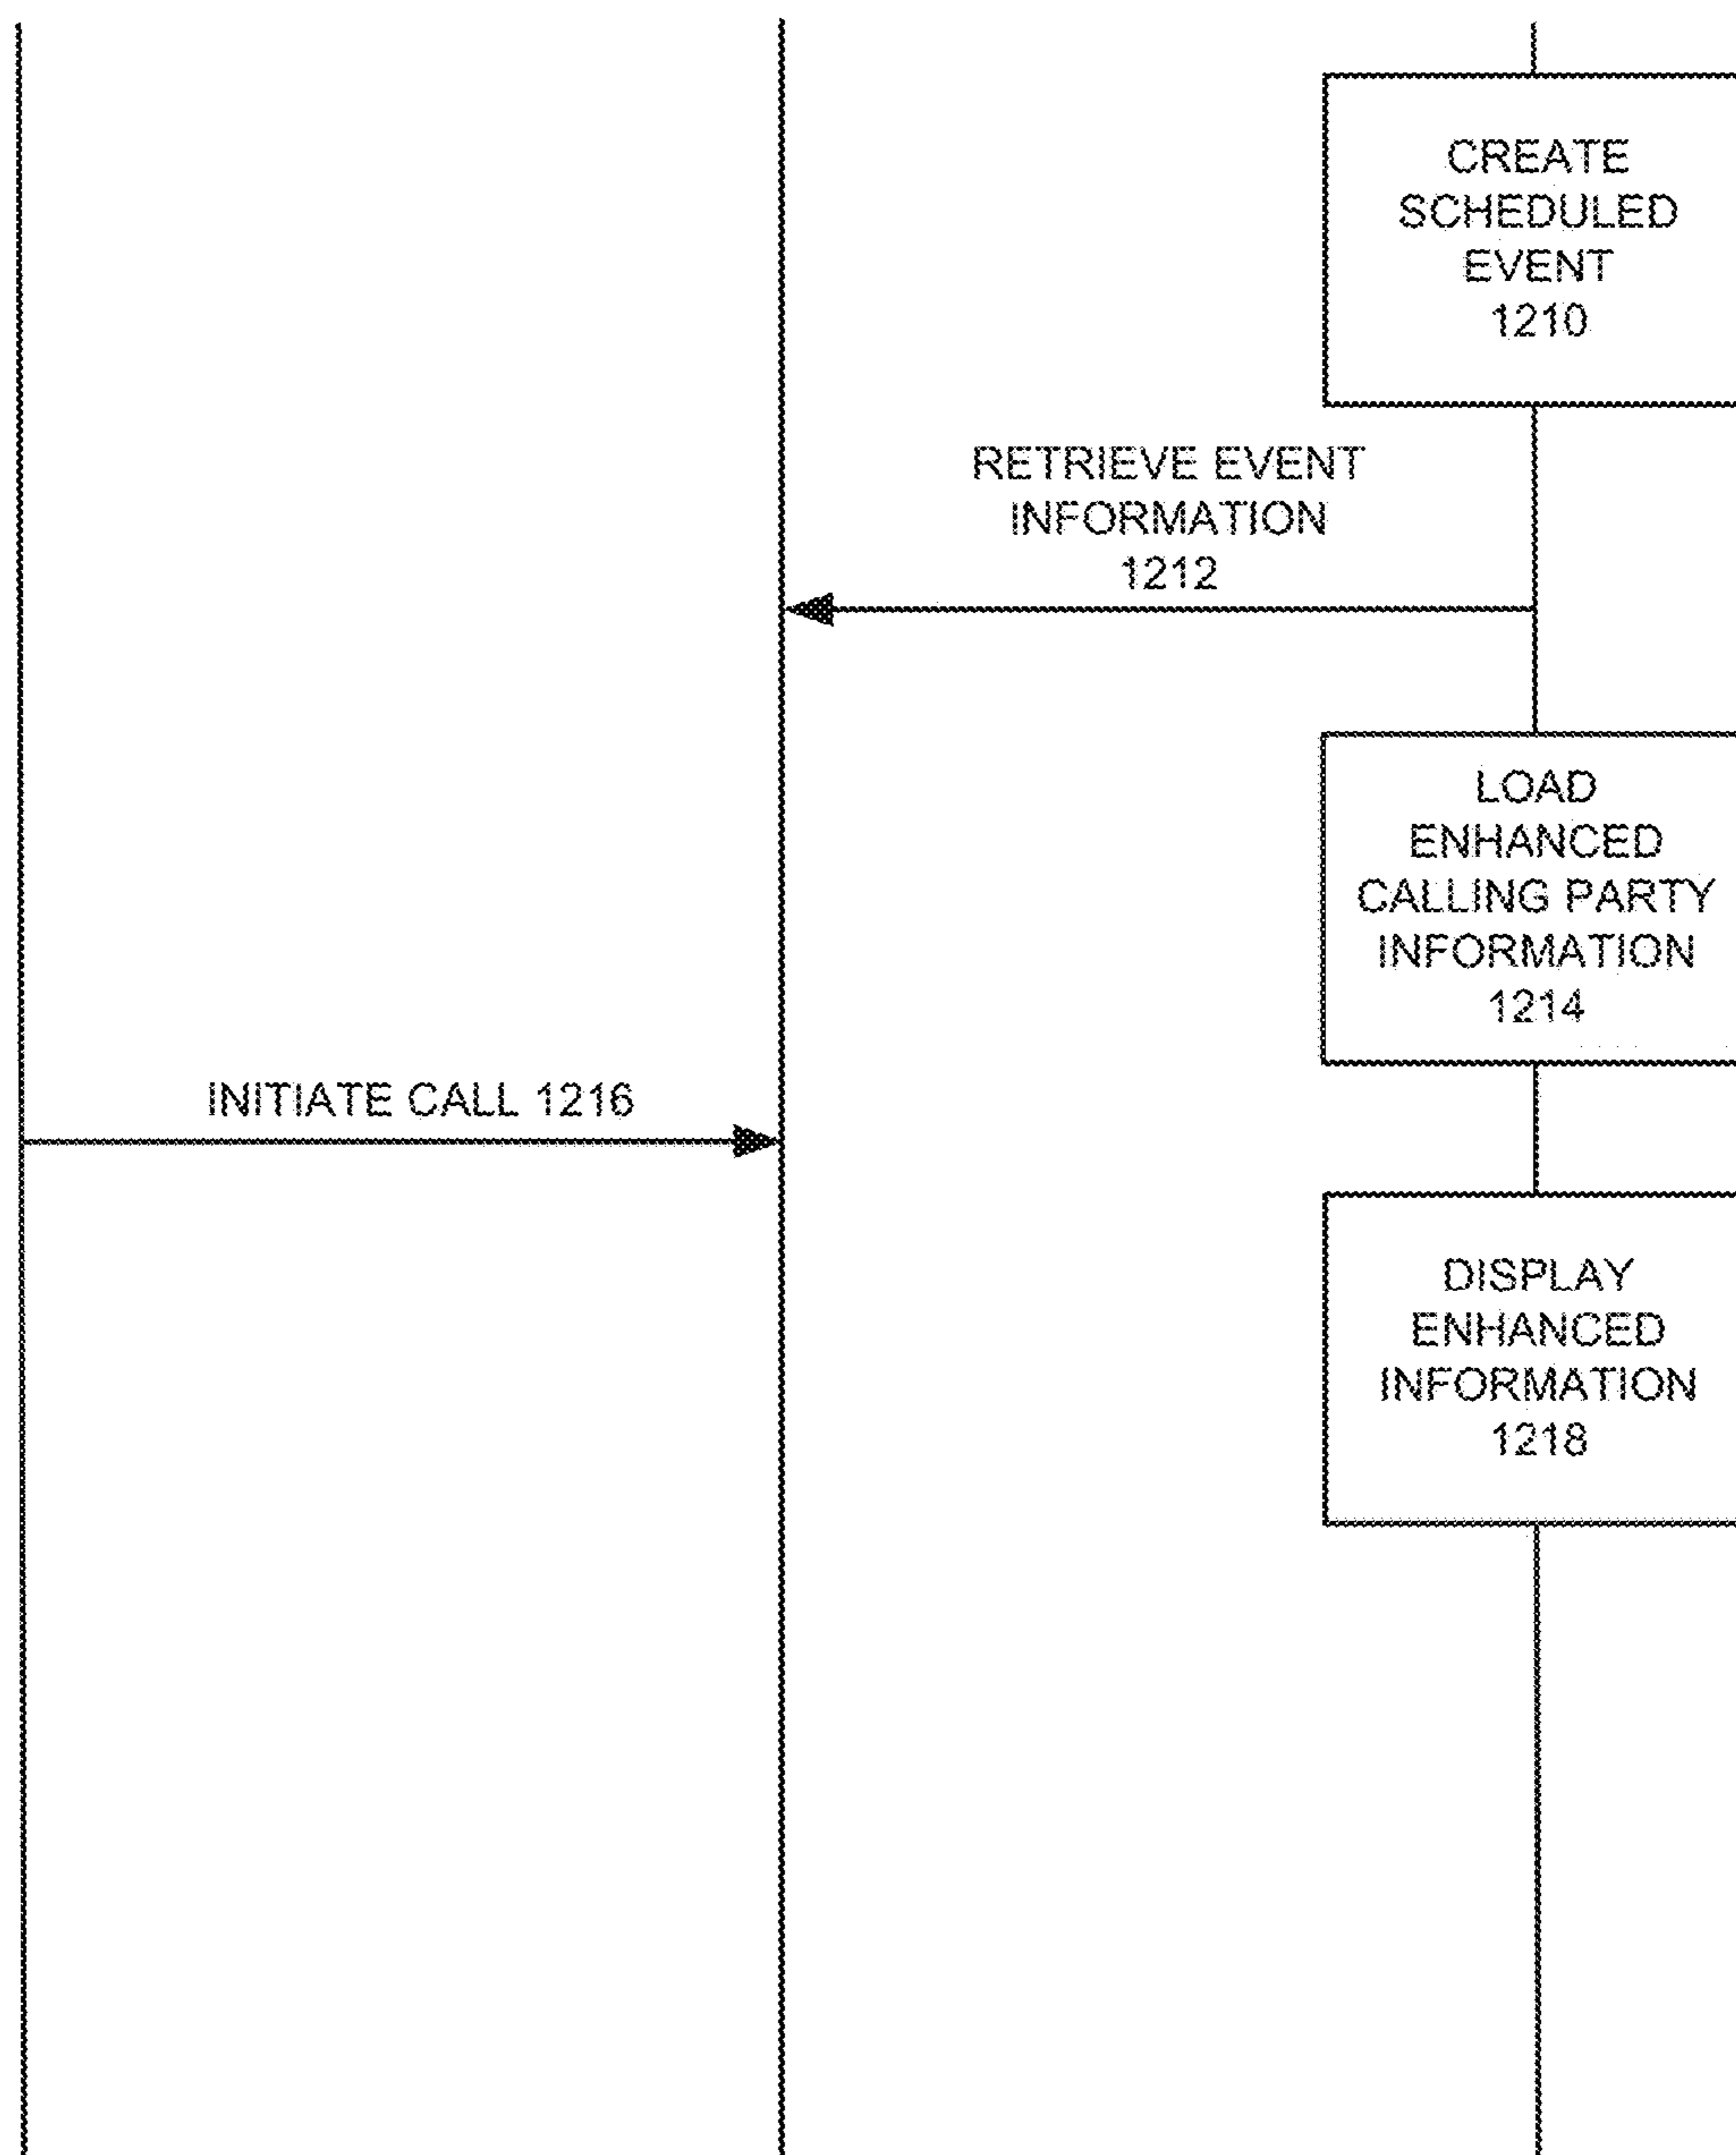 CREATE
SCHEDULED
EVENT
1210
RETRIEVE EVENT
INFORMATION
1212
LOAD
ENHANCED
CALLING PARTY
INFORMATION
1214
INITIATE CALL 1216
DISPLAY
ENHANCED
INFORMATION
1218